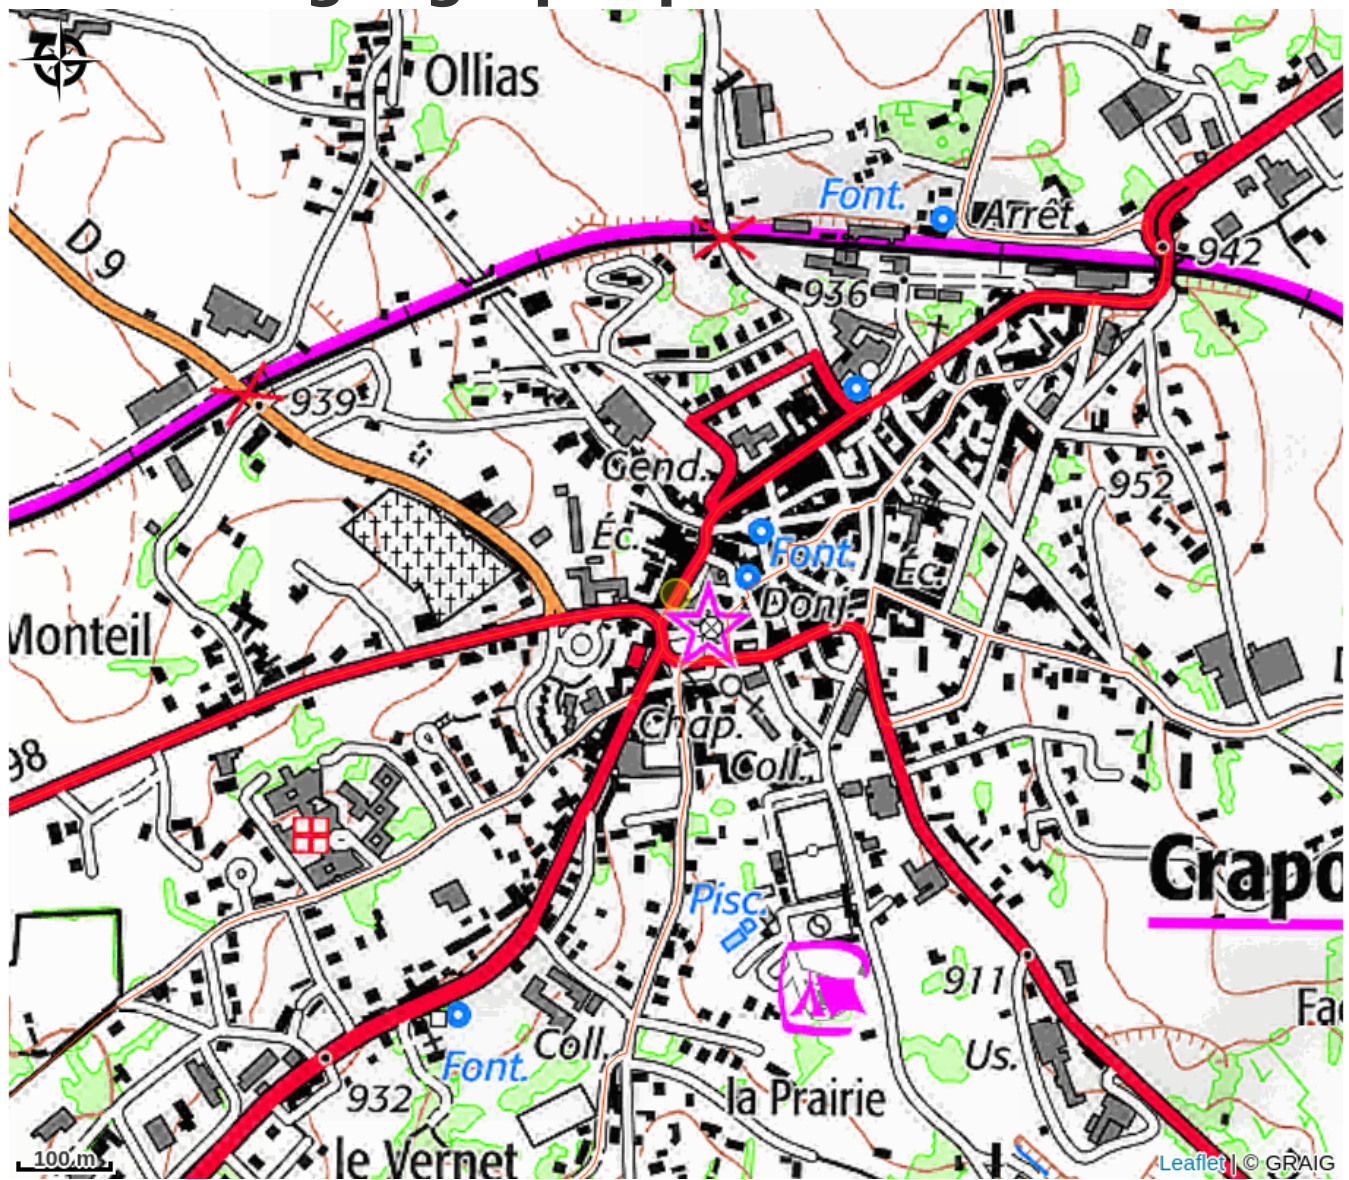 Ollias
Font.
Arrêt
D 9
942
936
939
Gend.
952
Éc.
Font.
Éc.
Donj.
Monteil
Chap.
98
Coll.
Crapo
Pisc.
911
Fa
Coll.
Us.
Font.
932
la Prairie
le Vernet
100 m
Leaflet | © GRAIG